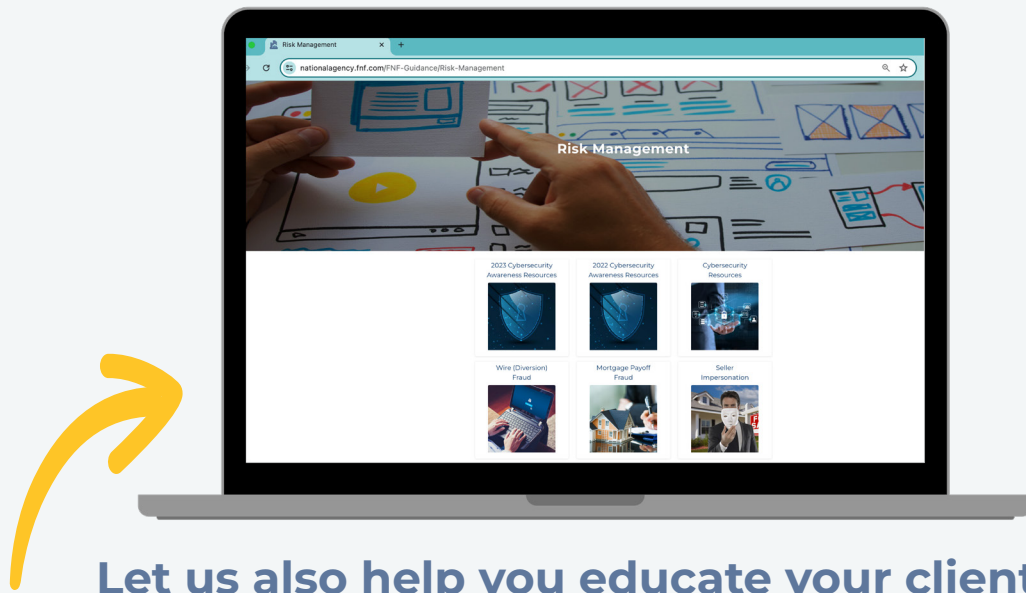 Risk Management
nationalagency.fnf.com/FNF-Guidance/Risk-Management
Risk Management
2023 Cybersecurity
Awareness Resources
2022 Cybersecurity
Awareness Resources
Cybersecurity
Resources
Wire (Diversion)
Fraud
Mortgage Payoff
Fraud
Seller
Impersonation
Let us also help you educate your client